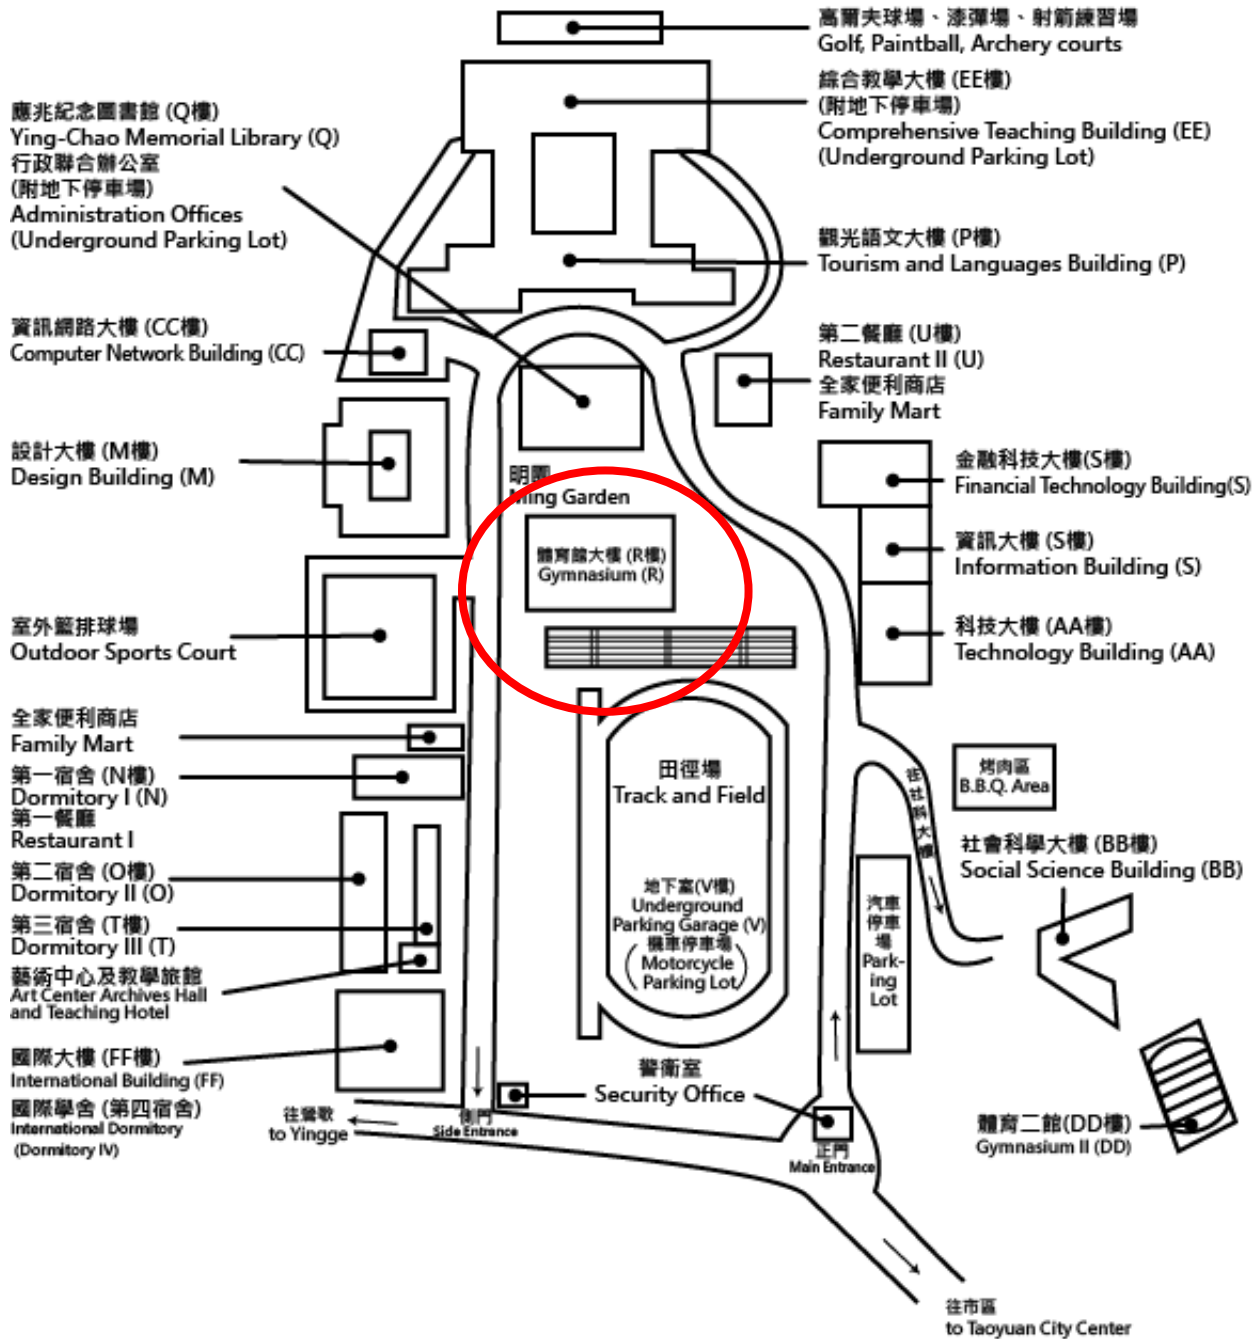 高爾夫球場、漆彈場、射箭練習場
Golf, Paintball, Archery courts
綜合教學大樓 (EE樓)
(附地下停車場)
Comprehensive Teaching Building (EE)
(Underground Parking Lot)
應兆紀念圖書館 (Q樓)
Ying-Chao Memorial Library (Q)
行政聯合辦公室
(附地下停車場)
Administration Offices
(Underground Parking Lot)
觀光語文大樓 (P樓)
Tourism and Languages Building (P)
資訊網路大樓 (CC樓)
Computer Network Building (CC)
第二餐廳 (U樓)
Restaurant II (U)
全家便利商店
Family Mart
設計大樓 (M樓)
Design Building (M)
明園
Ming Garden
金融科技大樓(S樓)
Financial Technology Building(S)
體育館大樓 (R樓)
Gymnasium (R)
資訊大樓 (S樓)
Information Building (S)
室外籃排球場
Outdoor Sports Court
科技大樓 (AA樓)
Technology Building (AA)
全家便利商店
Family Mart
第一宿舍 (N樓)
Dormitory I (N)
第一餐廳
Restaurant I
第二宿舍 (O樓)
Dormitory II (O)
第三宿舍 (T樓)
Dormitory III (T)
藝術中心及教學旅館
Art Center Archives Hall
and Teaching Hotel
國際大樓 (FF樓)
International Building (FF)
國際學舍 (第四宿舍)
International Dormitory
(Dormitory IV)
田徑場
Track and Field
地下室(V樓)
Underground
Parking Garage (V)
(機車停車場
Motorcycle
Parking Lot)
往社科大樓
烤肉區
B.B.Q. Area
社會科學大樓 (BB樓)
Social Science Building (BB)
汽車
停車
場
Park-
ing
Lot
警衛室
Security Office
往鶯歌
to Yingge
側門
Side Entrance
正門
Main Entrance
體育二館(DD樓)
Gymnasium II (DD)
往市區
to Taoyuan City Center